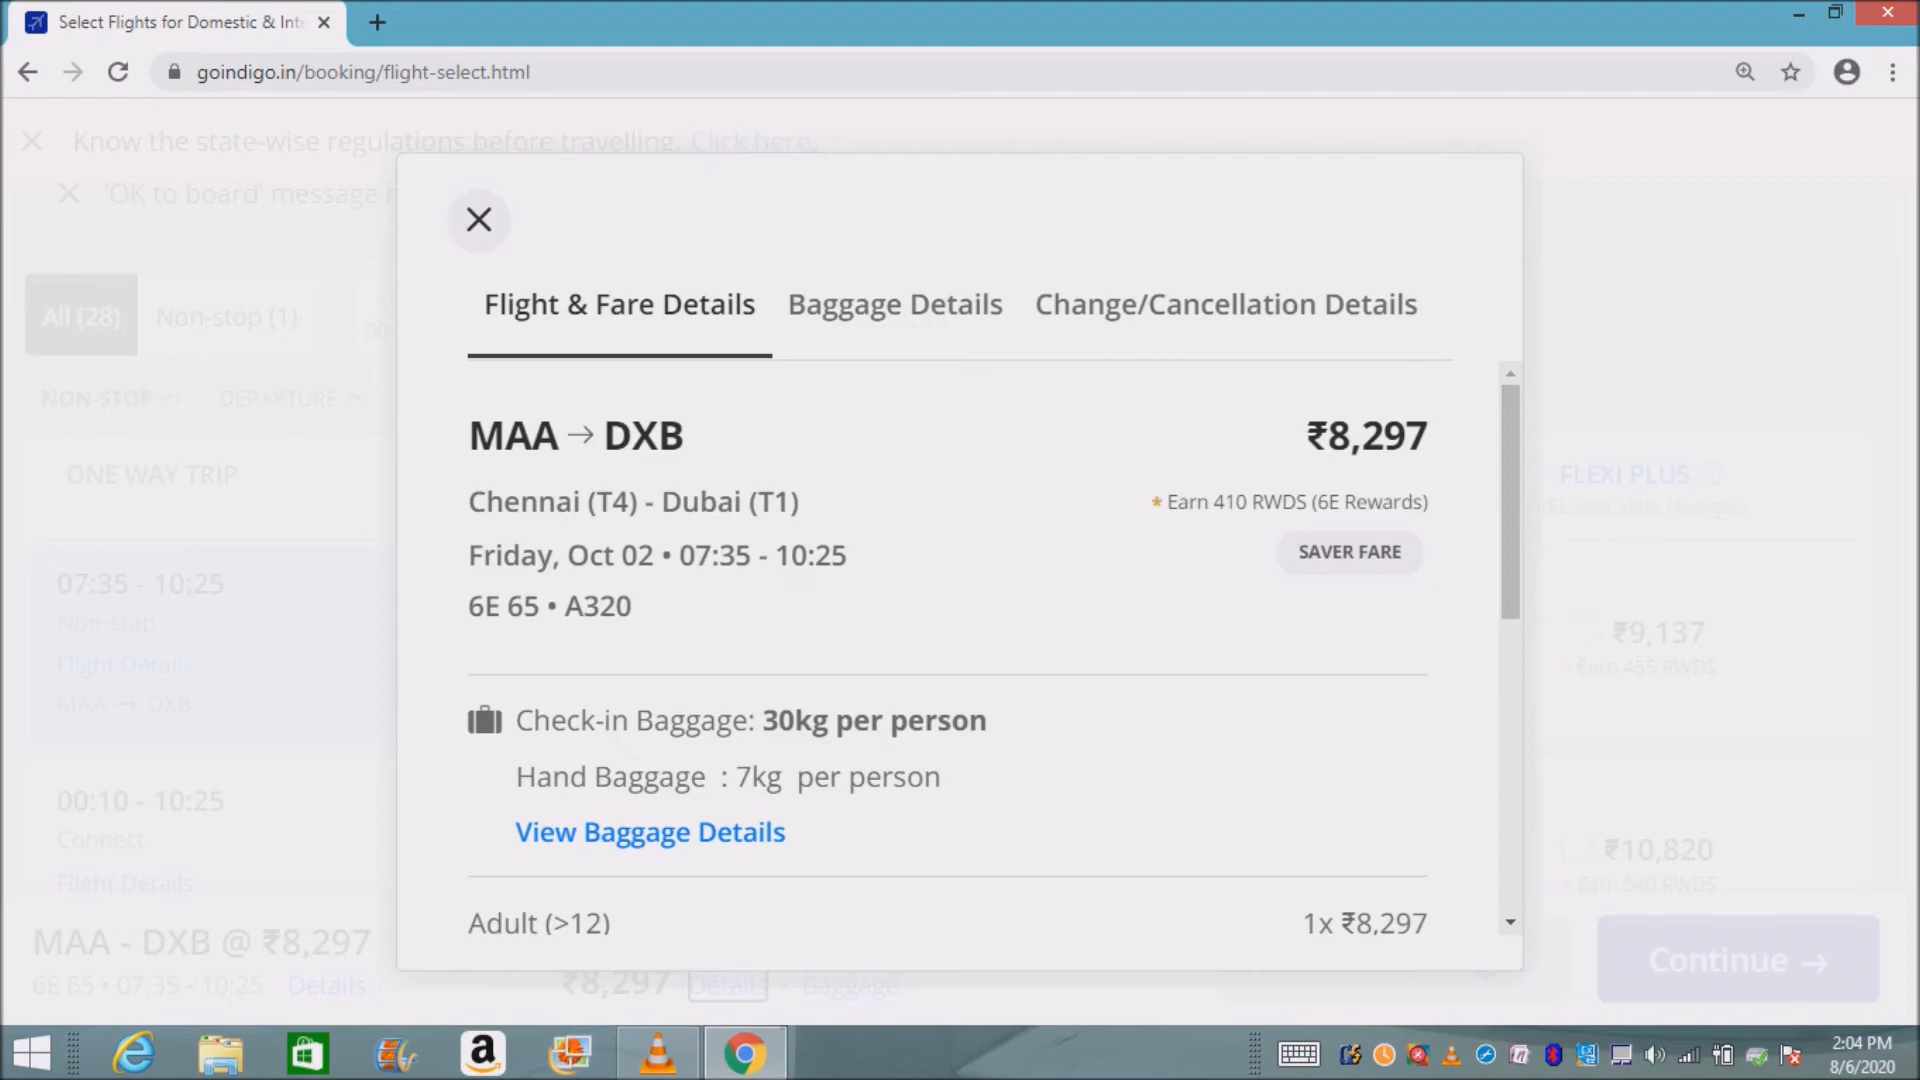 Select Flights for Domestic & Int
goindigo.in/booking/flight-select.html
Know the state-wise regulations before travelling. Click here.
'OK to board' message
All (28)
Non-stop (1)
NON-STOP
DEPARTURE
ONE WAY TRIP
FLEXI PLUS
07:35 - 10:25
Non-stop
Flight Details
MAA → DXB
00:10 - 10:25
Connect
Flight Details
Flight & Fare Details
Baggage Details
Change/Cancellation Details
MAA → DXB
₹8,297
Chennai (T4) - Dubai (T1)
* Earn 410 RWDS (6E Rewards)
Friday, Oct 02 • 07:35 - 10:25
SAVER FARE
6E 65 • A320
Check-in Baggage: 30kg per person
Hand Baggage : 7kg per person
View Baggage Details
Adult (>12)
1x ₹8,297
₹9,137
Earn 455 RWDS
₹10,820
Earn 540 RWDS
MAA - DXB @ ₹8,297
6E 65 • 07:35 - 10:25 Details
₹8,297
Details
Baggage
Continue →
2:04 PM
8/6/2020